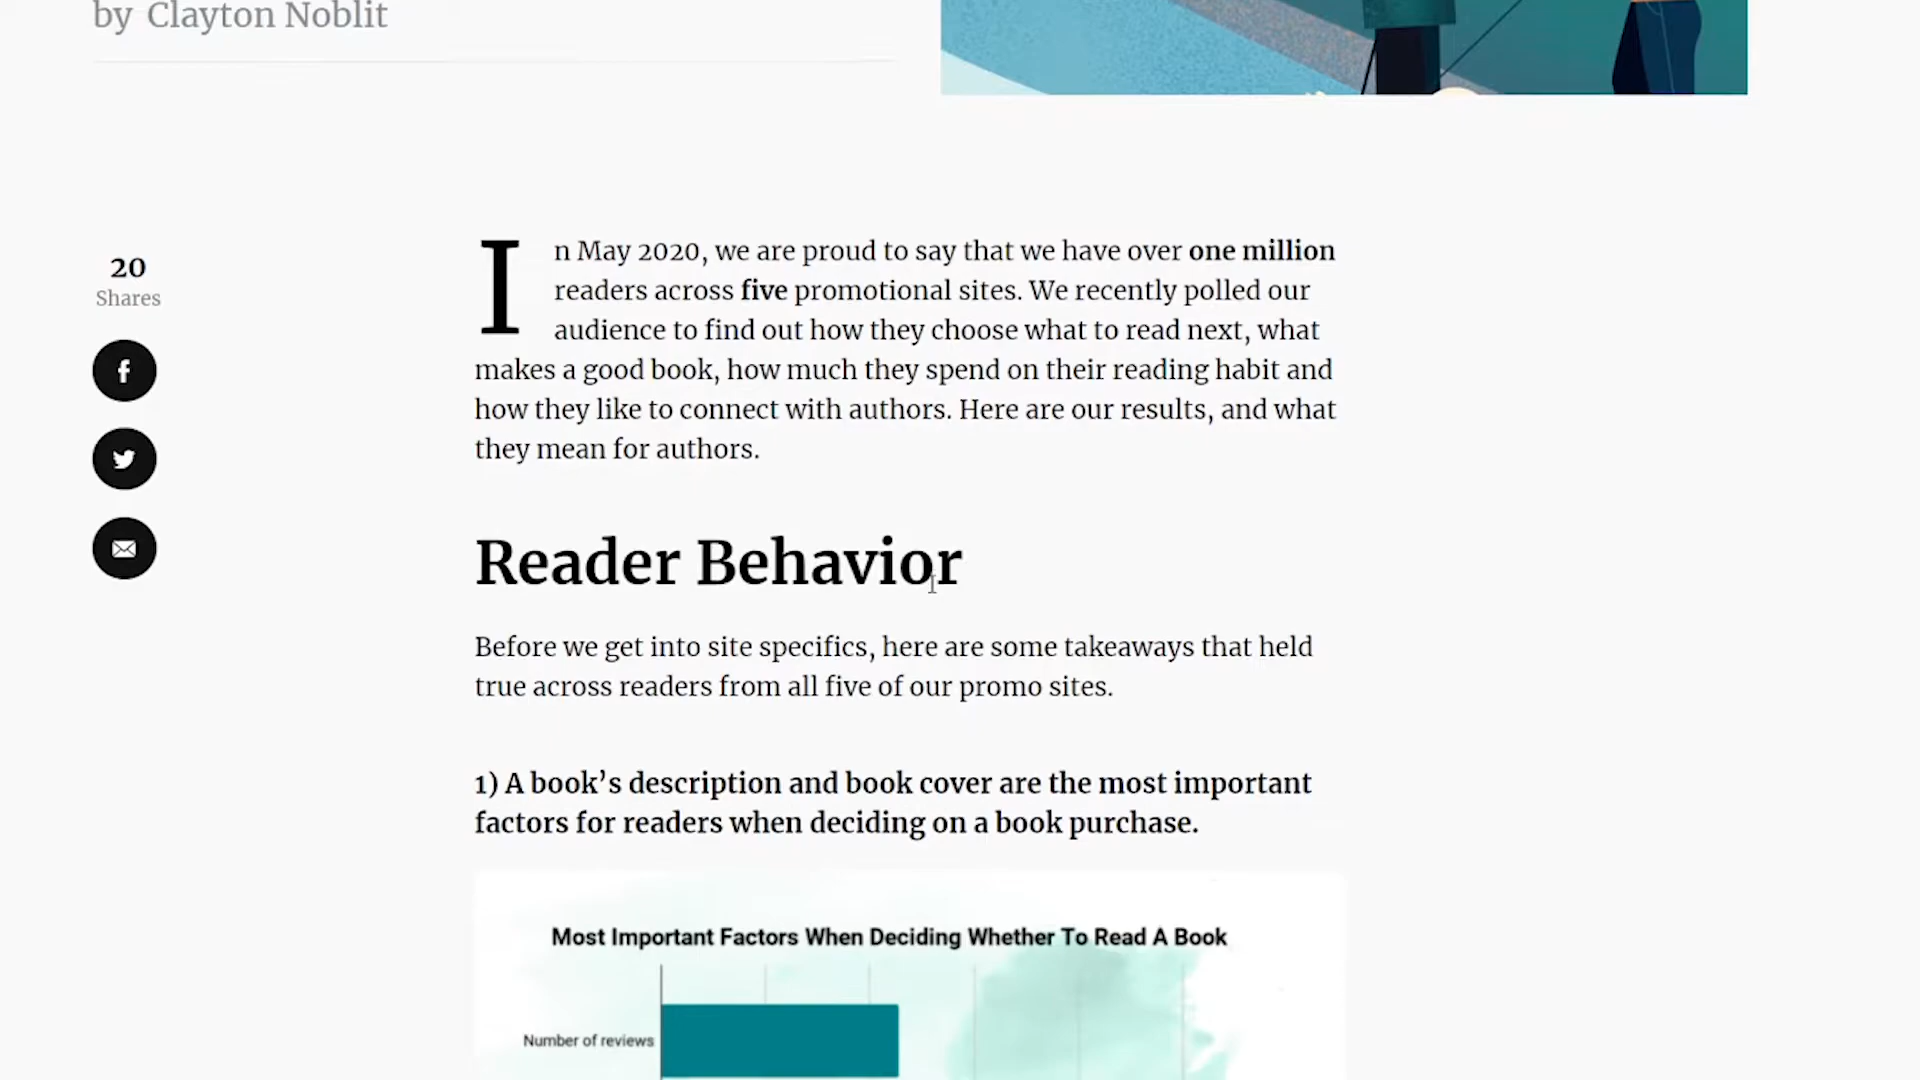 by Clayton Noblit
20
Shares
In May 2020, we are proud to say that we have over one million
readers across five promotional sites. We recently polled our
audience to find out how they choose what to read next, what
makes a good book, how much they spend on their reading habit and
how they like to connect with authors. Here are our results, and what
they mean for authors.
Reader Behavior
Before we get into site specifics, here are some takeaways that held
true across readers from all five of our promo sites.
1) A book’s description and book cover are the most important
factors for readers when deciding on a book purchase.
Most Important Factors When Deciding Whether To Read A Book
Number of reviews